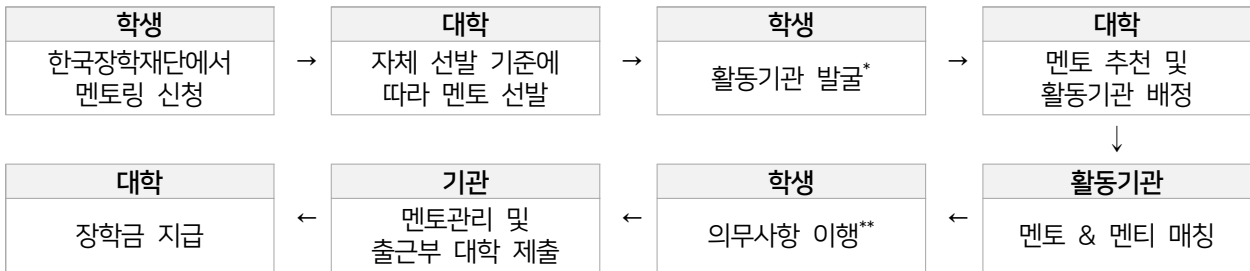 학생
한국장학재단에서
멘토링 신청
→
대학
자체 선발 기준에
따라 멘토 선발
→
학생
활동기관 발굴*
→
대학
멘토 추천 및
활동기관 배정
↓
대학
장학금 지급
←
기관
멘토관리 및
출근부 대학 제출
←
학생
의무사항 이행**
←
활동기관
멘토 & 멘티 매칭